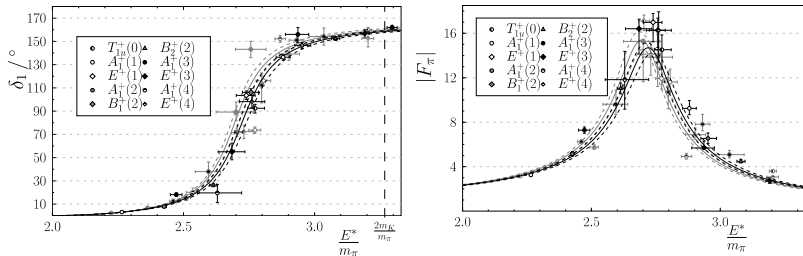 δ₁/°
170
150
130
110
90
70
50
30
10
T₁ᵤ⁺(0) B₂⁺(2)
A₁⁺(1) A₁⁺(3)
E⁺(1) E⁺(3)
A₁⁺(2) A₁⁺(4)
B₁⁺(2) E⁺(4)
2.0 2.5 3.0
E*/mπ
2mK/mπ
|Fπ|
16
12
8
4
T₁ᵤ⁺(0) B₂⁺(2)
A₁⁺(1) A₁⁺(3)
E⁺(1) E⁺(3)
A₁⁺(2) A₁⁺(4)
B₁⁺(2) E⁺(4)
2.0 2.5 3.0
E*/mπ